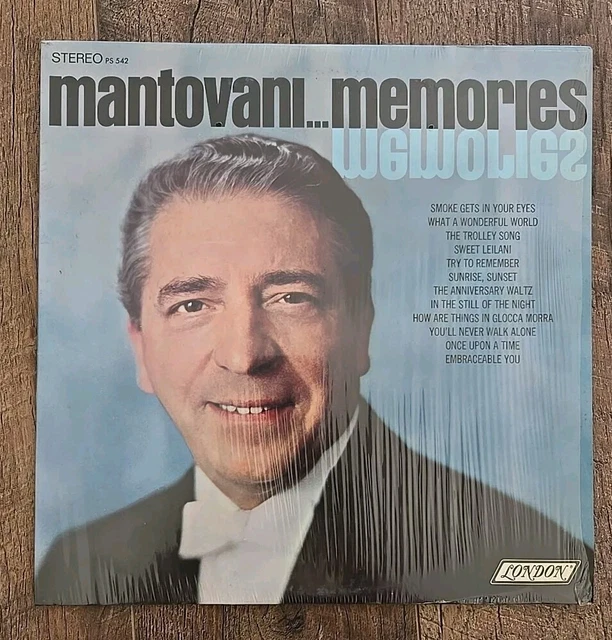 STEREO PS 542
mantovani...memories
memories
SMOKE GETS IN YOUR EYES
WHAT A WONDERFUL WORLD
THE TROLLEY SONG
SWEET LEILANI
TRY TO REMEMBER
SUNRISE, SUNSET
THE ANNIVERSARY WALTZ
IN THE STILL OF THE NIGHT
HOW ARE THINGS IN GLOCCA MORRA
YOU'LL NEVER WALK ALONE
ONCE UPON A TIME
EMBRACEABLE YOU
LONDON